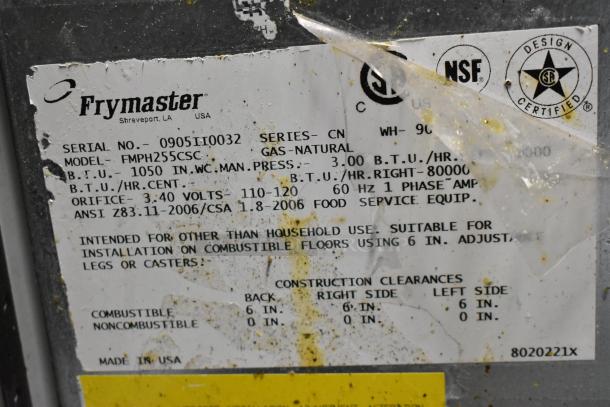 DESIGN
CERTIFIED
NSF
C US
Frymaster
Shreveport, LA USA
SERIAL NO.- 0905II0032 SERIES- CN WH- 90
MODEL- FMPH255CSC GAS-NATURAL
B.T.U.- 1050 IN.WC.MAN.PRESS.- 3.00 B.T.U./HR.
B.T.U./HR.CENT.- B.T.U./HR.RIGHT-80000
ORIFICE- 3.40 VOLTS- 110-120 60 HZ 1 PHASE AMP
ANSI Z83.11-2006/CSA 1.8-2006 FOOD SERVICE EQUIP.
INTENDED FOR OTHER THAN HOUSEHOLD USE. SUITABLE FOR
INSTALLATION ON COMBUSTIBLE FLOORS USING 6 IN.
LEGS OR CASTERS.
CONSTRUCTION CLEARANCES
BACK RIGHT SIDE LEFT SIDE
COMBUSTIBLE 6 IN. 6 IN. 6 IN.
NONCOMBUSTIBLE 0 IN. 0 IN. 0 IN.
MADE IN USA 8020221X